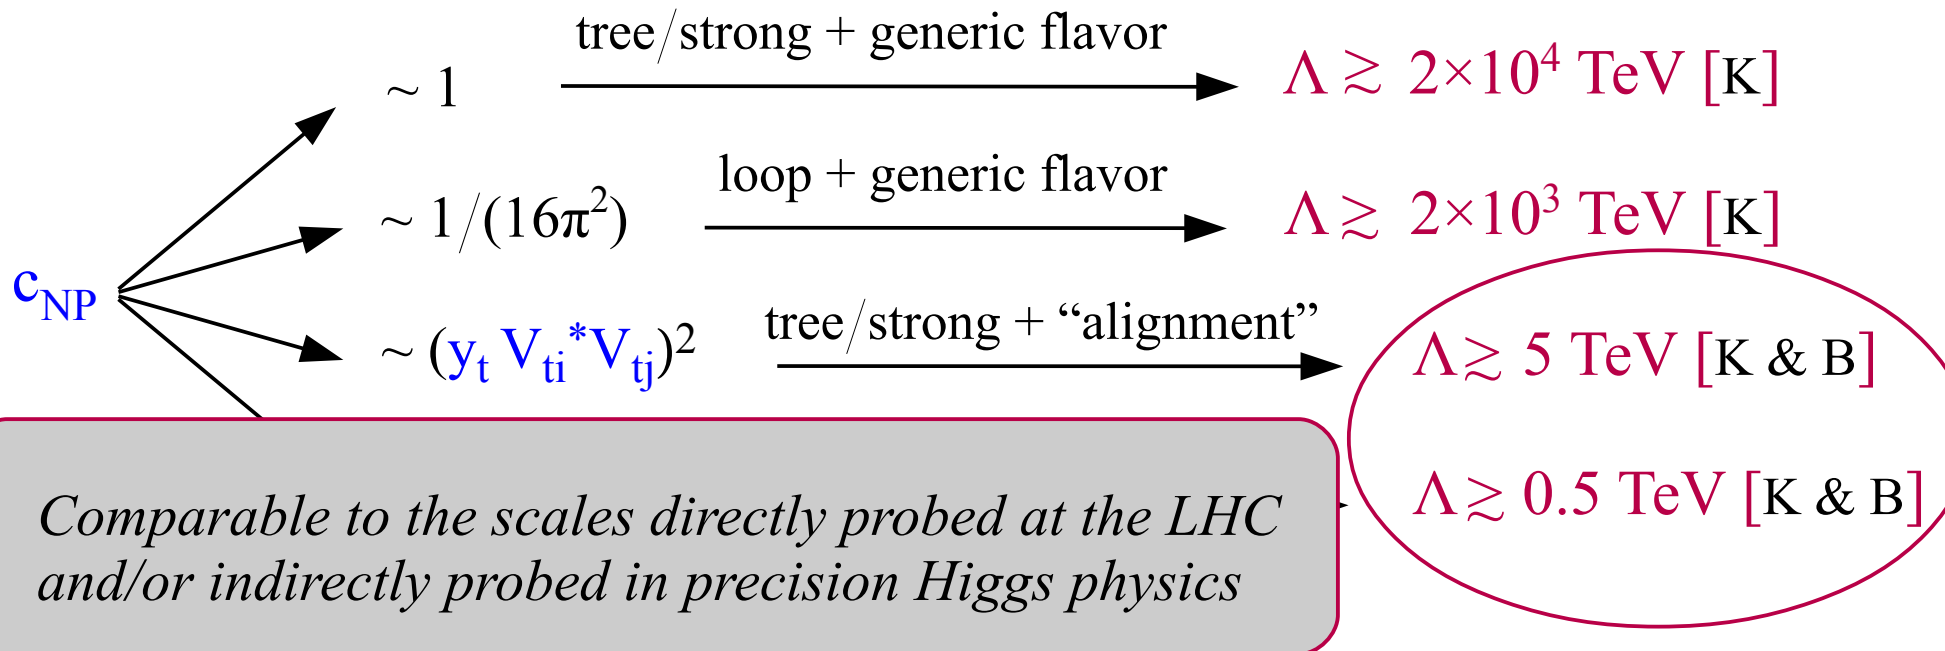 tree/strong + generic flavor
~ 1
Λ ≳ 2×10⁴ TeV [K]
loop + generic flavor
~ 1/(16π²)
Λ ≳ 2×10³ TeV [K]
c_NP
tree/strong + “alignment”
~ (y_t V_ti* V_tj)²
Λ ≳ 5 TeV [K & B]
Λ ≳ 0.5 TeV [K & B]
Comparable to the scales directly probed at the LHC
and/or indirectly probed in precision Higgs physics